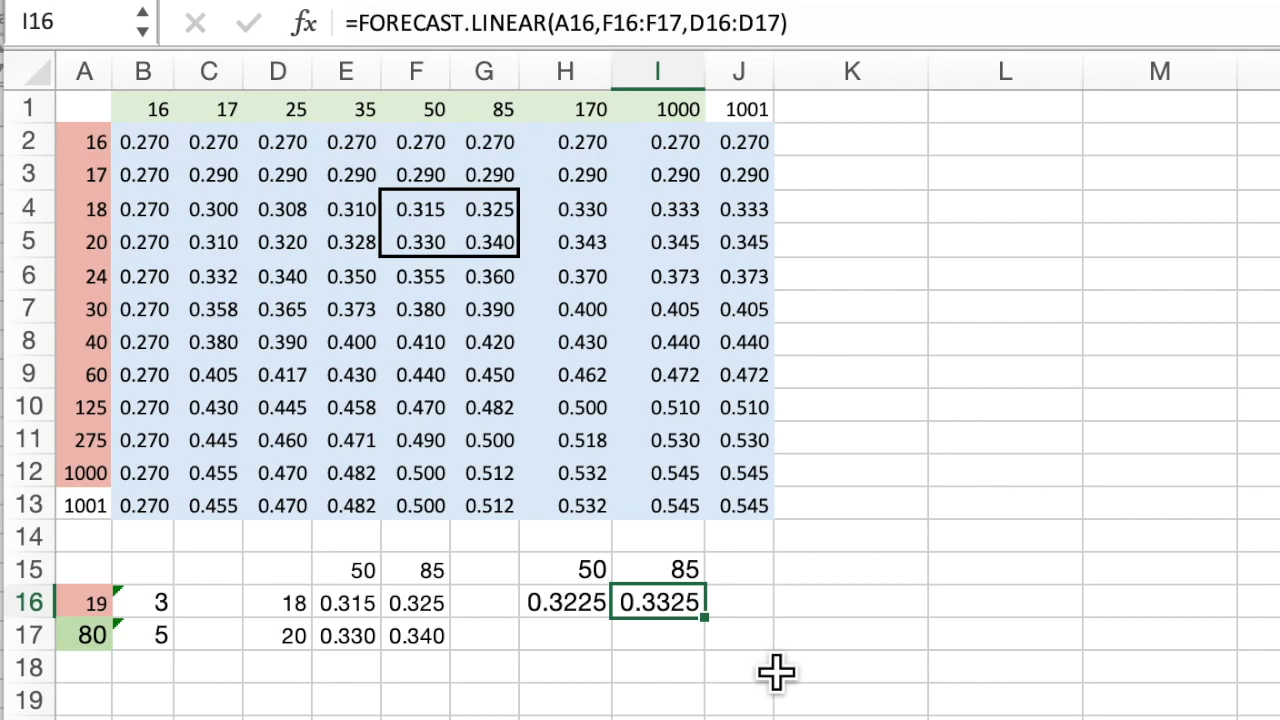 I16 fx =FORECAST.LINEAR(A16,F16:F17,D16:D17)
A B C D E F G H I J K L M
1 16 17 25 35 50 85 170 1000 1001
2 16 0.270 0.270 0.270 0.270 0.270 0.270 0.270 0.270 0.270
3 17 0.270 0.290 0.290 0.290 0.290 0.290 0.290 0.290 0.290
4 18 0.270 0.300 0.308 0.310 0.315 0.325 0.330 0.333 0.333
5 20 0.270 0.310 0.320 0.328 0.330 0.340 0.343 0.345 0.345
6 24 0.270 0.332 0.340 0.350 0.355 0.360 0.370 0.373 0.373
7 30 0.270 0.358 0.365 0.373 0.380 0.390 0.400 0.405 0.405
8 40 0.270 0.380 0.390 0.400 0.410 0.420 0.430 0.440 0.440
9 60 0.270 0.405 0.417 0.430 0.440 0.450 0.462 0.472 0.472
10 125 0.270 0.430 0.445 0.458 0.470 0.482 0.500 0.510 0.510
11 275 0.270 0.445 0.460 0.471 0.490 0.500 0.518 0.530 0.530
12 1000 0.270 0.455 0.470 0.482 0.500 0.512 0.532 0.545 0.545
13 1001 0.270 0.455 0.470 0.482 0.500 0.512 0.532 0.545 0.545
14
15 50 85 50 85
16 19 3 18 0.315 0.325 0.3225 0.3325
17 80 5 20 0.330 0.340
18
19